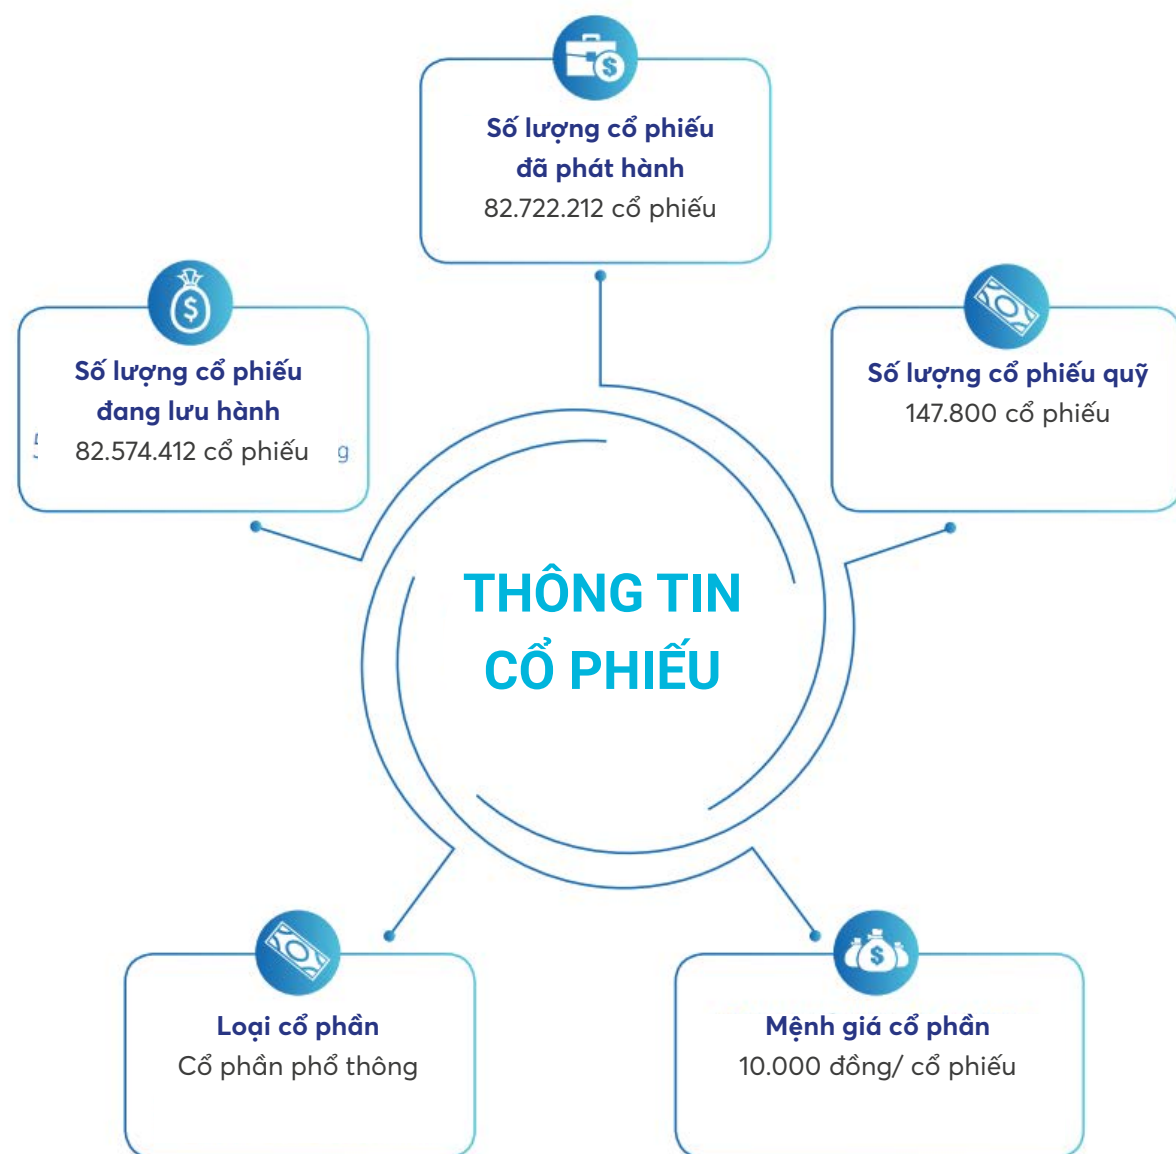 Số lượng cổ phiếu
đã phát hành
82.722.212 cổ phiếu
Số lượng cổ phiếu
đang lưu hành
82.574.412 cổ phiếu
Số lượng cổ phiếu quỹ
147.800 cổ phiếu
THÔNG TIN
CỔ PHIẾU
Loại cổ phần
Cổ phần phổ thông
Mệnh giá cổ phần
10.000 đồng/ cổ phiếu